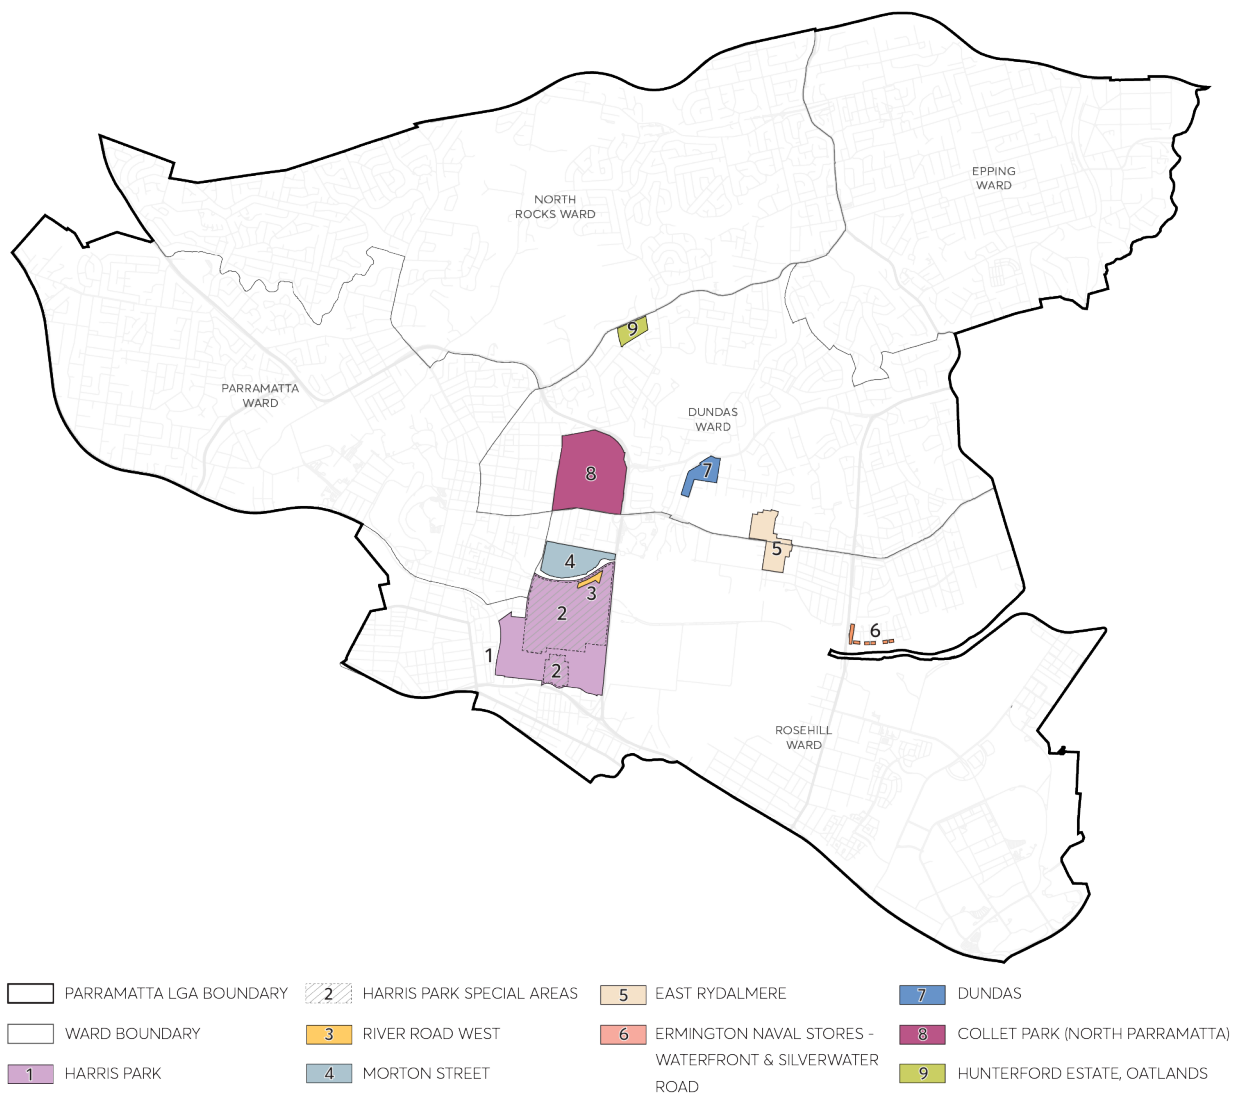 EPPING
WARD
NORTH
ROCKS WARD
9
PARRAMATTA
WARD
DUNDAS
WARD
8
7
5
4
3
2
6
1
2
ROSEHILL
WARD
PARRAMATTA LGA BOUNDARY
WARD BOUNDARY
1 HARRIS PARK
2 HARRIS PARK SPECIAL AREAS
3 RIVER ROAD WEST
4 MORTON STREET
5 EAST RYDALMERE
6 ERMINGTON NAVAL STORES -
WATERFRONT & SILVERWATER
ROAD
7 DUNDAS
8 COLLET PARK (NORTH PARRAMATTA)
9 HUNTERFORD ESTATE, OATLANDS